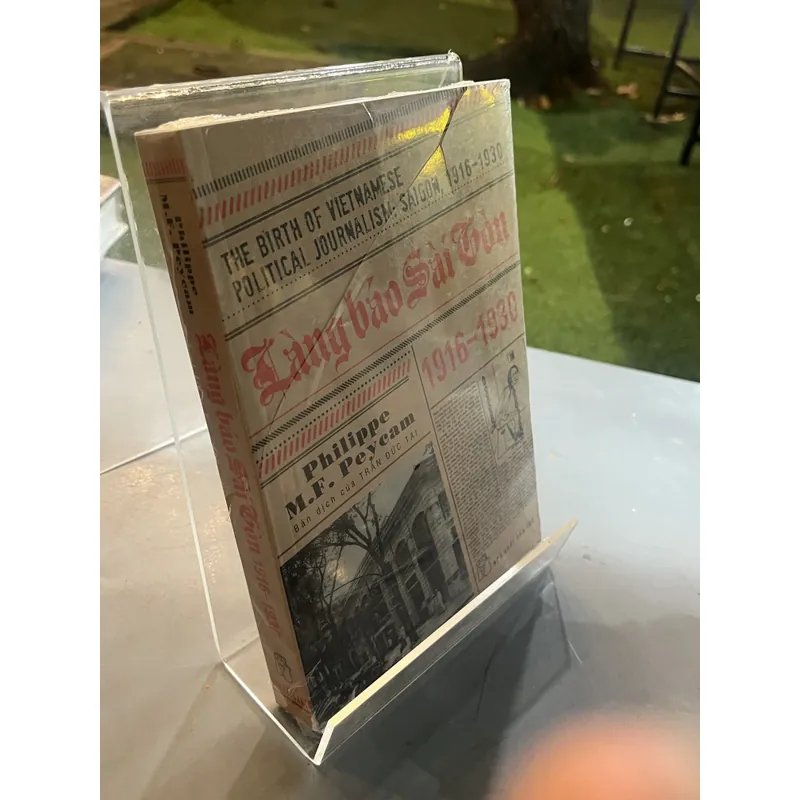 THE BIRTH OF VIETNAMESE
POLITICAL JOURNALISM: SAIGON, 1916-1930
Làng báo Sài Gòn
1916-1930
Philippe
M.F. Peycam
Bản dịch của TRẦN ĐỨC TÀI
Philippe
M.F. Peycam
Làng báo Sài Gòn 1916-1930